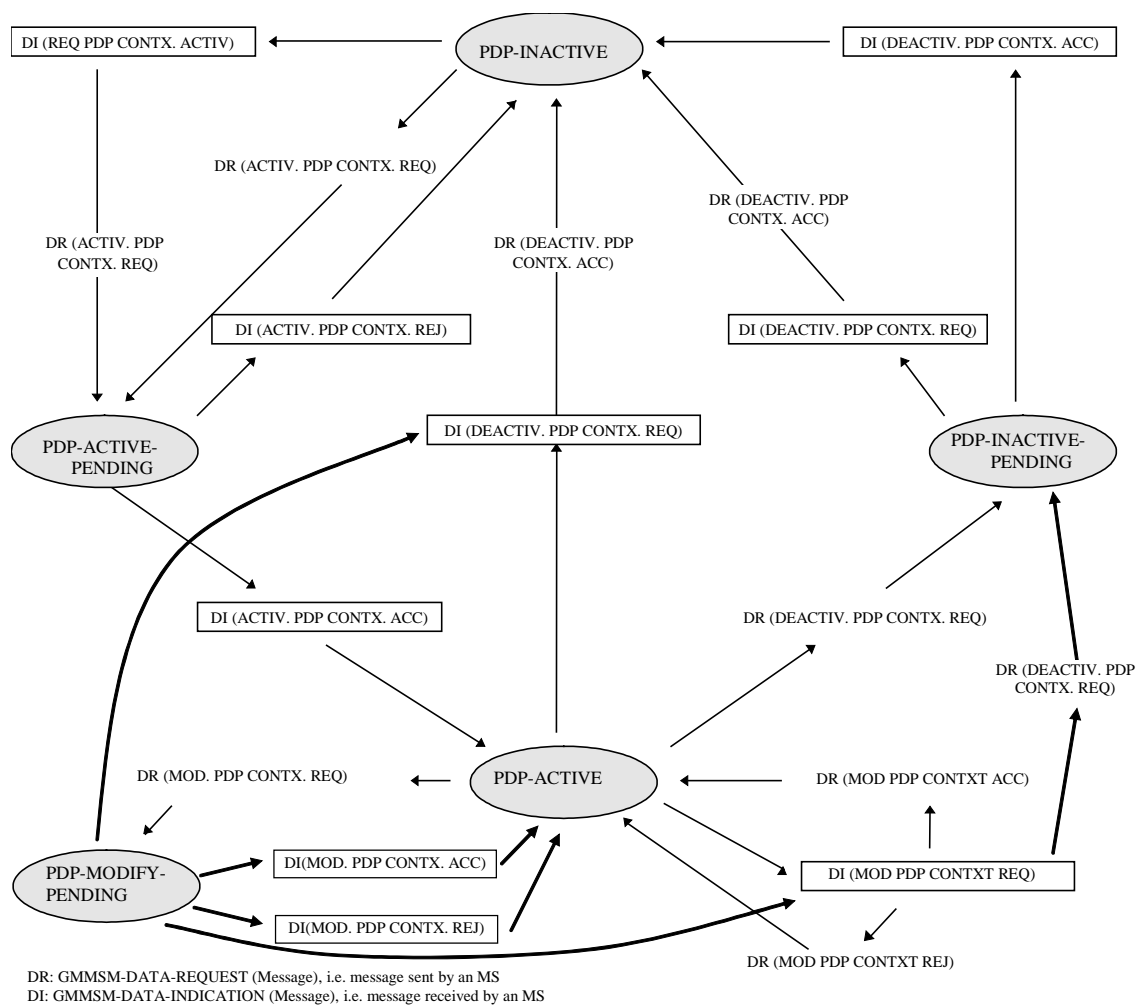 DI (REQ PDP CONTX. ACTIV)
PDP-INACTIVE
DI (DEACTIV. PDP CONTX. ACC)
DR (ACTIV. PDP CONTX. REQ)
DR (DEACTIV. PDP
CONTX. ACC)
DR (ACTIV. PDP
CONTX. REQ)
DR (DEACTIV. PDP
CONTX. ACC)
DI (ACTIV. PDP CONTX. REJ)
DI (DEACTIV. PDP CONTX. REQ)
PDP-ACTIVE-
PENDING
DI (DEACTIV. PDP CONTX. REQ)
PDP-INACTIVE-
PENDING
DI (ACTIV. PDP CONTX. ACC)
DR (DEACTIV. PDP CONTX. REQ)
DR (DEACTIV. PDP
CONTX. REQ)
DR (MOD. PDP CONTX. REQ)
PDP-ACTIVE
DR (MOD PDP CONTXT ACC)
PDP-MODIFY-
PENDING
DI(MOD. PDP CONTX. ACC)
DI (MOD PDP CONTXT REQ)
DI(MOD. PDP CONTX. REJ)
DR (MOD PDP CONTXT REJ)
DR: GMMSM-DATA-REQUEST (Message), i.e. message sent by an MS
DI: GMMSM-DATA-INDICATION (Message), i.e. message received by an MS